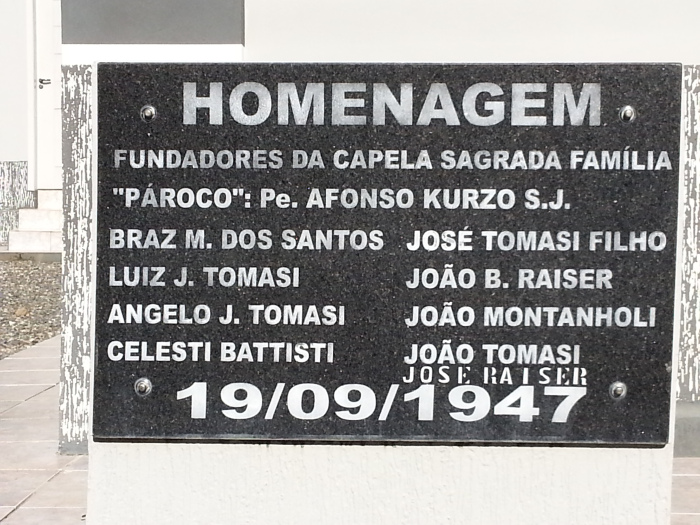 HOMENAGEM
FUNDADORES DA CAPELA SAGRADA FAMÍLIA
"PÁROCO": Pe. AFONSO KURZO S.J.
BRAZ M. DOS SANTOS JOSÉ TOMASI FILHO
LUIZ J. TOMASI JOÃO B. RAISER
ANGELO J. TOMASI JOÃO MONTANHOLI
CELESTI BATTISTI JOÃO TOMASI
JOSE RAISER
19/09/1947